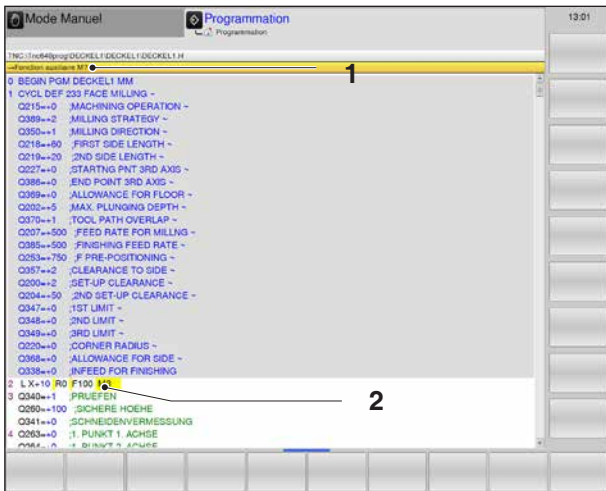 Mode Manuel
Programmation
Programmation
13:01
TNC:\Tnc640\prog\DECKEL1\DECKEL1\DECKEL1.H
→Fonction auxiliaire M?
1
0 BEGIN PGM DECKEL1 MM
1 CYCL DEF 233 FACE MILLING ~
Q215=+0 ;MACHINING OPERATION ~
Q389=+2 ;MILLING STRATEGY ~
Q350=+1 ;MILLING DIRECTION ~
Q218=+60 ;FIRST SIDE LENGTH ~
Q219=+20 ;2ND SIDE LENGTH ~
Q227=+0 ;STARTNG PNT 3RD AXIS ~
Q386=+0 ;END POINT 3RD AXIS ~
Q369=+0 ;ALLOWANCE FOR FLOOR ~
Q202=+5 ;MAX. PLUNGING DEPTH ~
Q370=+1 ;TOOL PATH OVERLAP ~
Q207=+500 ;FEED RATE FOR MILLNG ~
Q385=+500 ;FINISHING FEED RATE ~
Q253=+750 ;F PRE-POSITIONING ~
Q357=+2 ;CLEARANCE TO SIDE ~
Q200=+2 ;SET-UP CLEARANCE ~
Q204=+50 ;2ND SET-UP CLEARANCE ~
Q347=+0 ;1ST LIMIT ~
Q348=+0 ;2ND LIMIT ~
Q349=+0 ;3RD LIMIT ~
Q220=+0 ;CORNER RADIUS ~
Q368=+0 ;ALLOWANCE FOR SIDE ~
Q338=+0 ;INFEED FOR FINISHING
2 L X+10 R0 F100 M3
2
3 Q340=+1 ;PRUEFEN
Q260=+100 ;SICHERE HOEHE
Q341=+0 ;SCHNEIDENVERMESSUNG
4 Q263=+0 ;1. PUNKT 1. ACHSE
Q264=+0 ;1. PUNKT 2. ACHSE